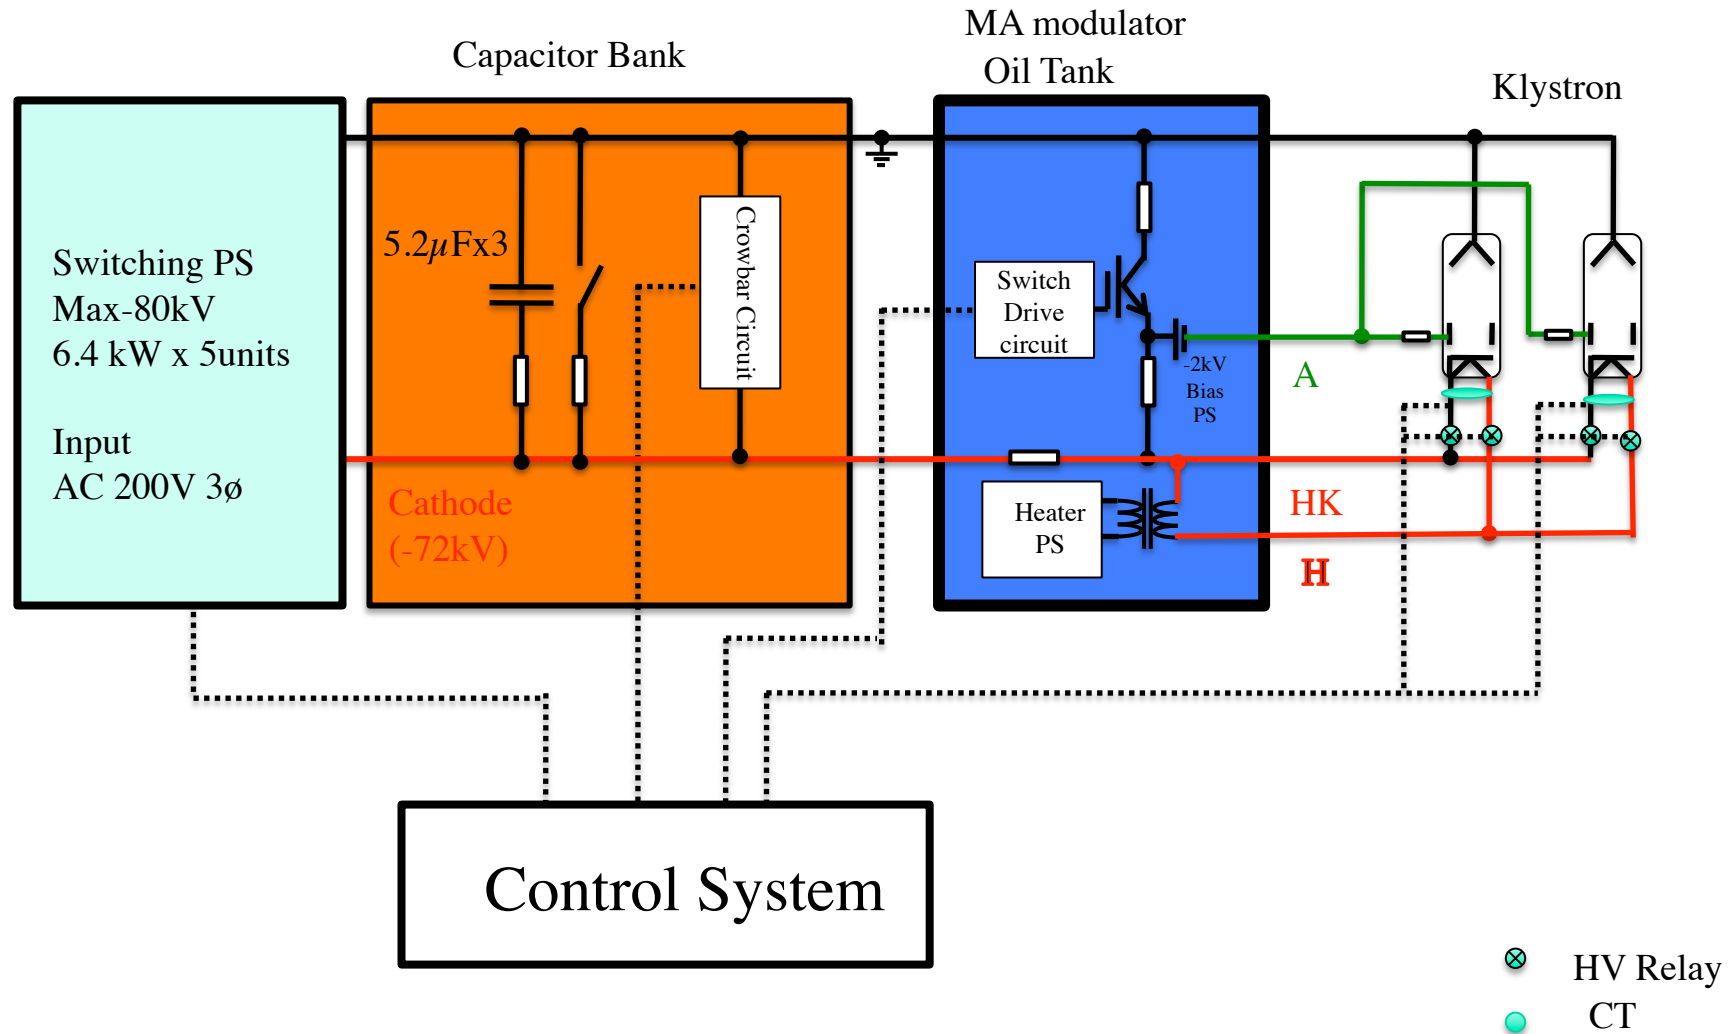 MA modulator
Oil Tank
Capacitor Bank
Klystron
Switching PS
Max-80kV
6.4 kW x 5units
Input
AC 200V 3ø
5.2µFx3
Crowbar Circuit
Cathode
(-72kV)
Switch
Drive
circuit
-2kV
Bias
PS
Heater
PS
A
HK
H
Control System
HV Relay
CT